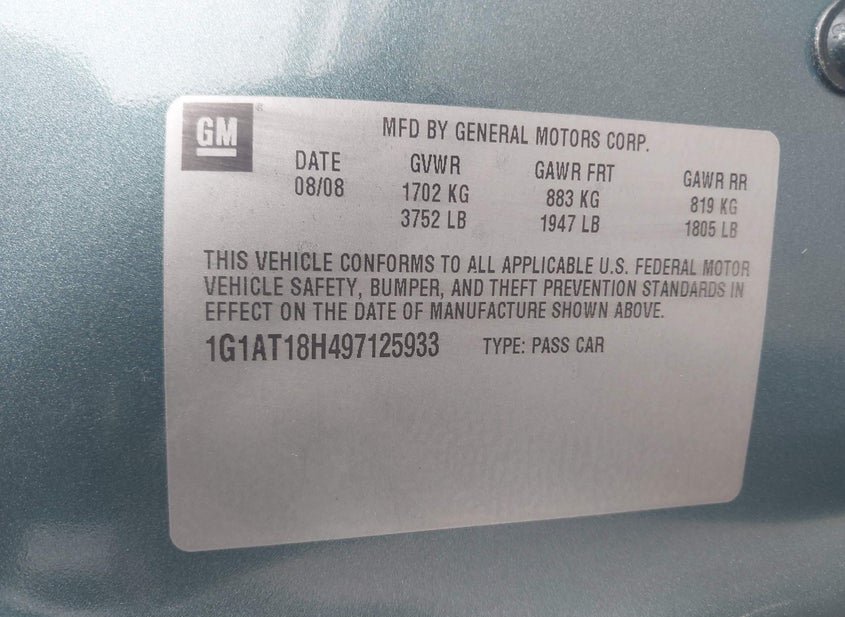 GM
MFD BY GENERAL MOTORS CORP.
DATE GVWR GAWR FRT GAWR RR
08/08 1702 KG 883 KG 819 KG
3752 LB 1947 LB 1805 LB
THIS VEHICLE CONFORMS TO ALL APPLICABLE U.S. FEDERAL MOTOR
VEHICLE SAFETY, BUMPER, AND THEFT PREVENTION STANDARDS IN
EFFECT ON THE DATE OF MANUFACTURE SHOWN ABOVE.
1G1AT18H497125933 TYPE: PASS CAR